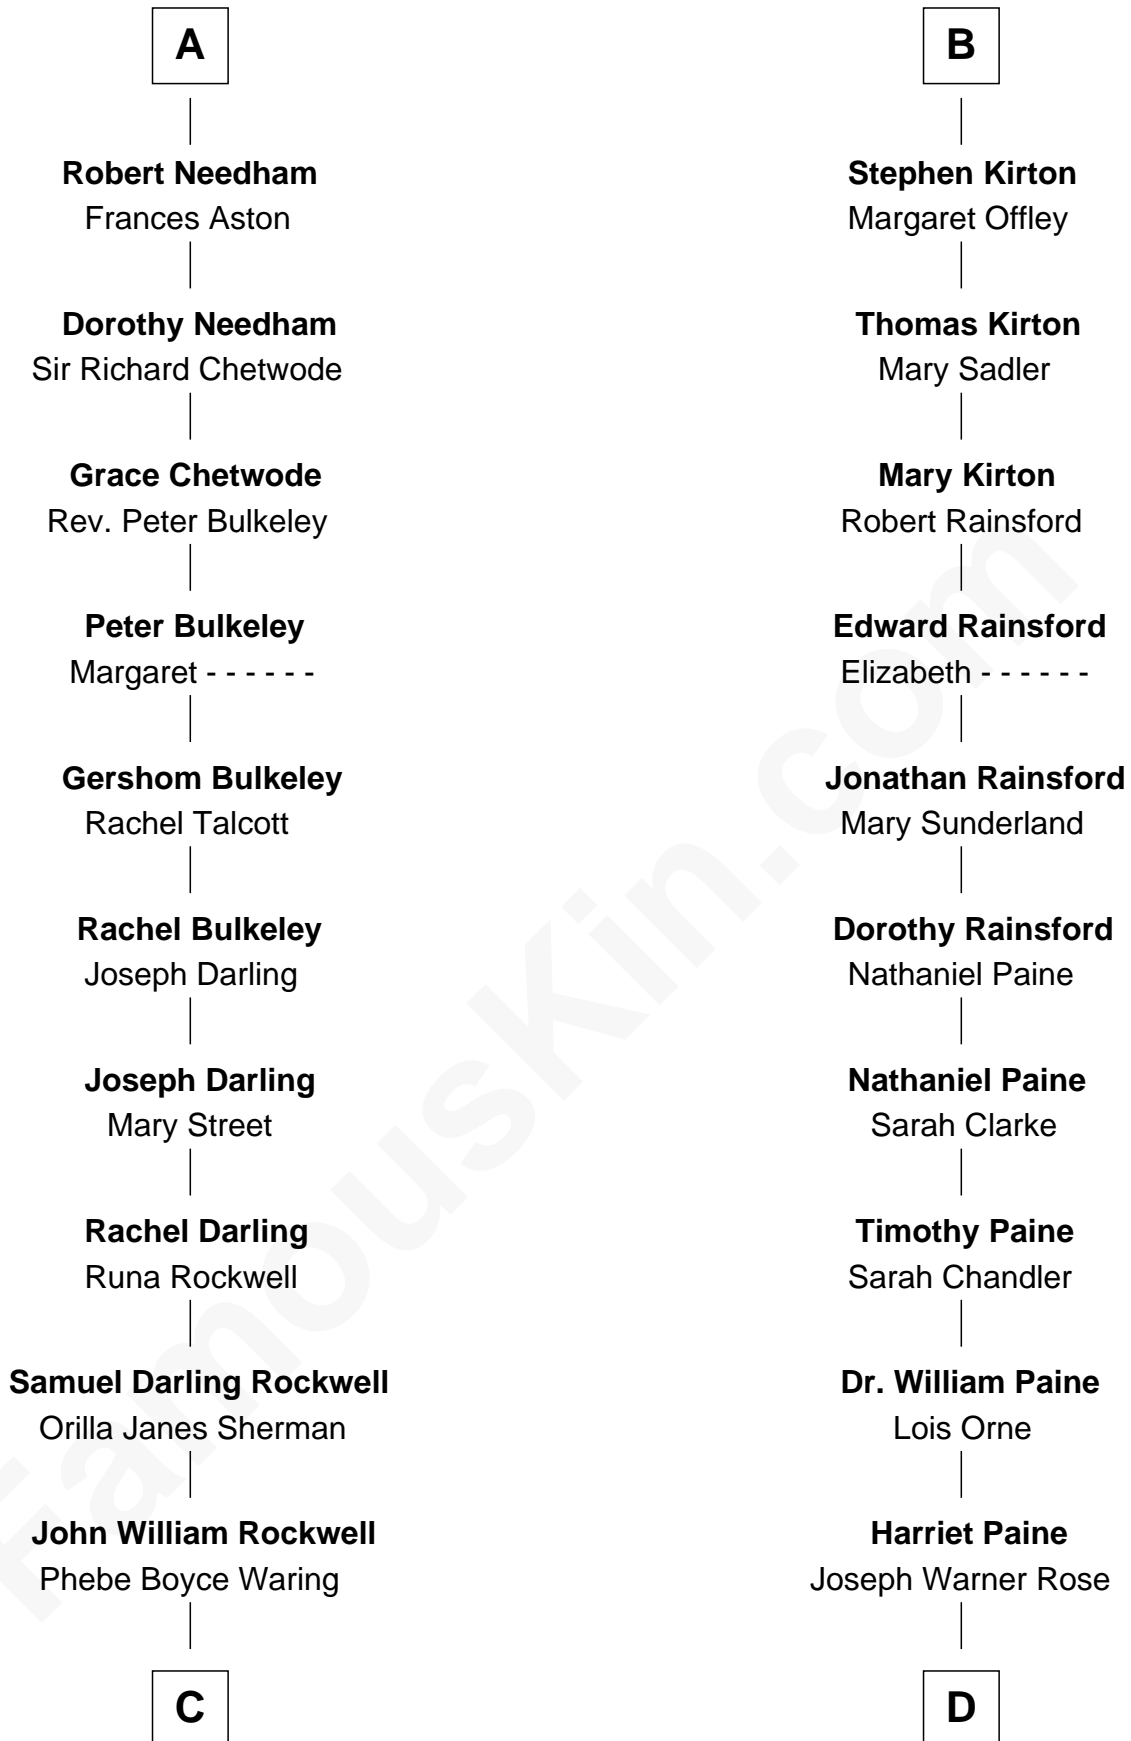 A
Robert Needham
Frances Aston
Dorothy Needham
Sir Richard Chetwode
Grace Chetwode
Rev. Peter Bulkeley
Peter Bulkeley
Margaret - - - - - -
Gershom Bulkeley
Rachel Talcott
Rachel Bulkeley
Joseph Darling
Joseph Darling
Mary Street
Rachel Darling
Runa Rockwell
Samuel Darling Rockwell
Orilla Janes Sherman
John William Rockwell
Phebe Boyce Waring
C
B
Stephen Kirton
Margaret Offley
Thomas Kirton
Mary Sadler
Mary Kirton
Robert Rainsford
Edward Rainsford
Elizabeth - - - - - -
Jonathan Rainsford
Mary Sunderland
Dorothy Rainsford
Nathaniel Paine
Nathaniel Paine
Sarah Clarke
Timothy Paine
Sarah Chandler
Dr. William Paine
Lois Orne
Harriet Paine
Joseph Warner Rose
D
FamousKin.com